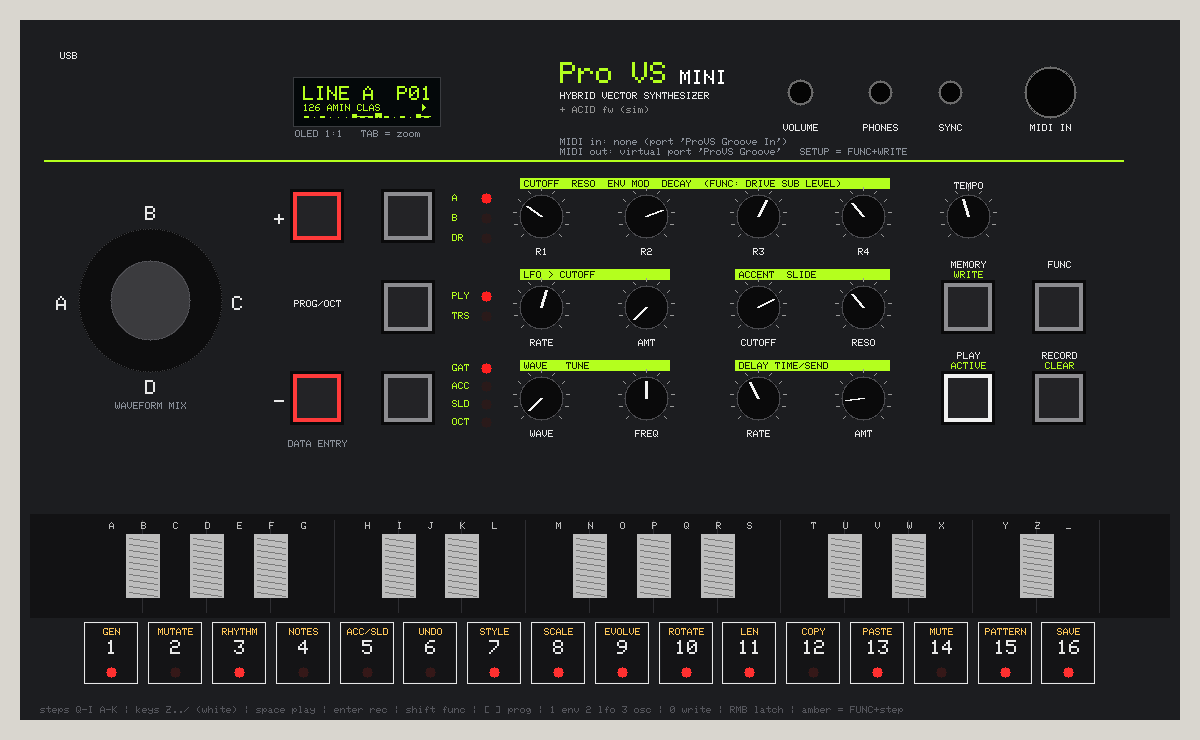 USB
LINE A P01
126 AMIN CLAS
OLED 1:1 TAB = zoom
Pro VS MINI
HYBRID VECTOR SYNTHESIZER
+ ACID fw (sim)
MIDI in: none (port 'ProVS Groove In')
MIDI out: virtual port 'ProVS Groove' SETUP = FUNC+WRITE
VOLUME PHONES SYNC MIDI IN
B
A C
D
WAVEFORM MIX
+
PROG/OCT
-
DATA ENTRY
A
B
DR
PLY
TRS
GAT
ACC
SLD
OCT
CUTOFF RESO ENV MOD DECAY (FUNC: DRIVE SUB LEVEL)
R1 R2 R3 R4
TEMPO
LFO > CUTOFF
RATE AMT
ACCENT SLIDE
CUTOFF RESO
WAVE TUNE
WAVE FREQ
DELAY TIME/SEND
RATE AMT
MEMORY
WRITE
FUNC
PLAY
ACTIVE
RECORD
CLEAR
A B C D E F G H I J K L M N O P Q R S T U V W X Y Z _
GEN MUTATE RHYTHM NOTES ACC/SLD UNDO STYLE SCALE EVOLVE ROTATE LEN COPY PASTE MUTE PATTERN SAVE
1 2 3 4 5 6 7 8 9 10 11 12 13 14 15 16
steps Q-I A-K | keys Z../ (white) | space play | enter rec | shift func | [ ] prog | 1 env 2 lfo 3 osc | 0 write | RMB latch | amber = FUNC+step